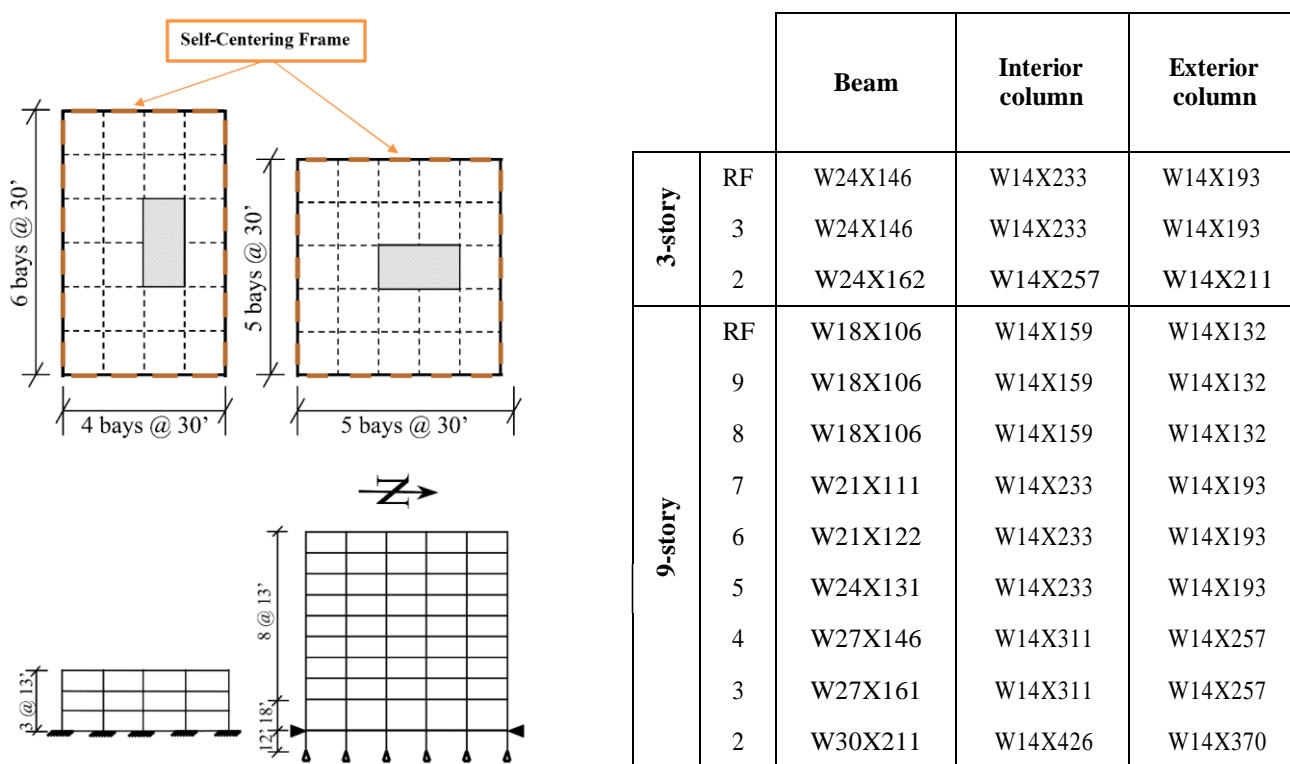 Self-Centering Frame
6 bays @ 30'
4 bays @ 30'
5 bays @ 30'
5 bays @ 30'
N
3 @ 13'
8 @ 13'
18'
12'
Beam Interior column Exterior column
3-story
RF W24X146 W14X233 W14X193
3 W24X146 W14X233 W14X193
2 W24X162 W14X257 W14X211
9-story
RF W18X106 W14X159 W14X132
9 W18X106 W14X159 W14X132
8 W18X106 W14X159 W14X132
7 W21X111 W14X233 W14X193
6 W21X122 W14X233 W14X193
5 W24X131 W14X233 W14X193
4 W27X146 W14X311 W14X257
3 W27X161 W14X311 W14X257
2 W30X211 W14X426 W14X370